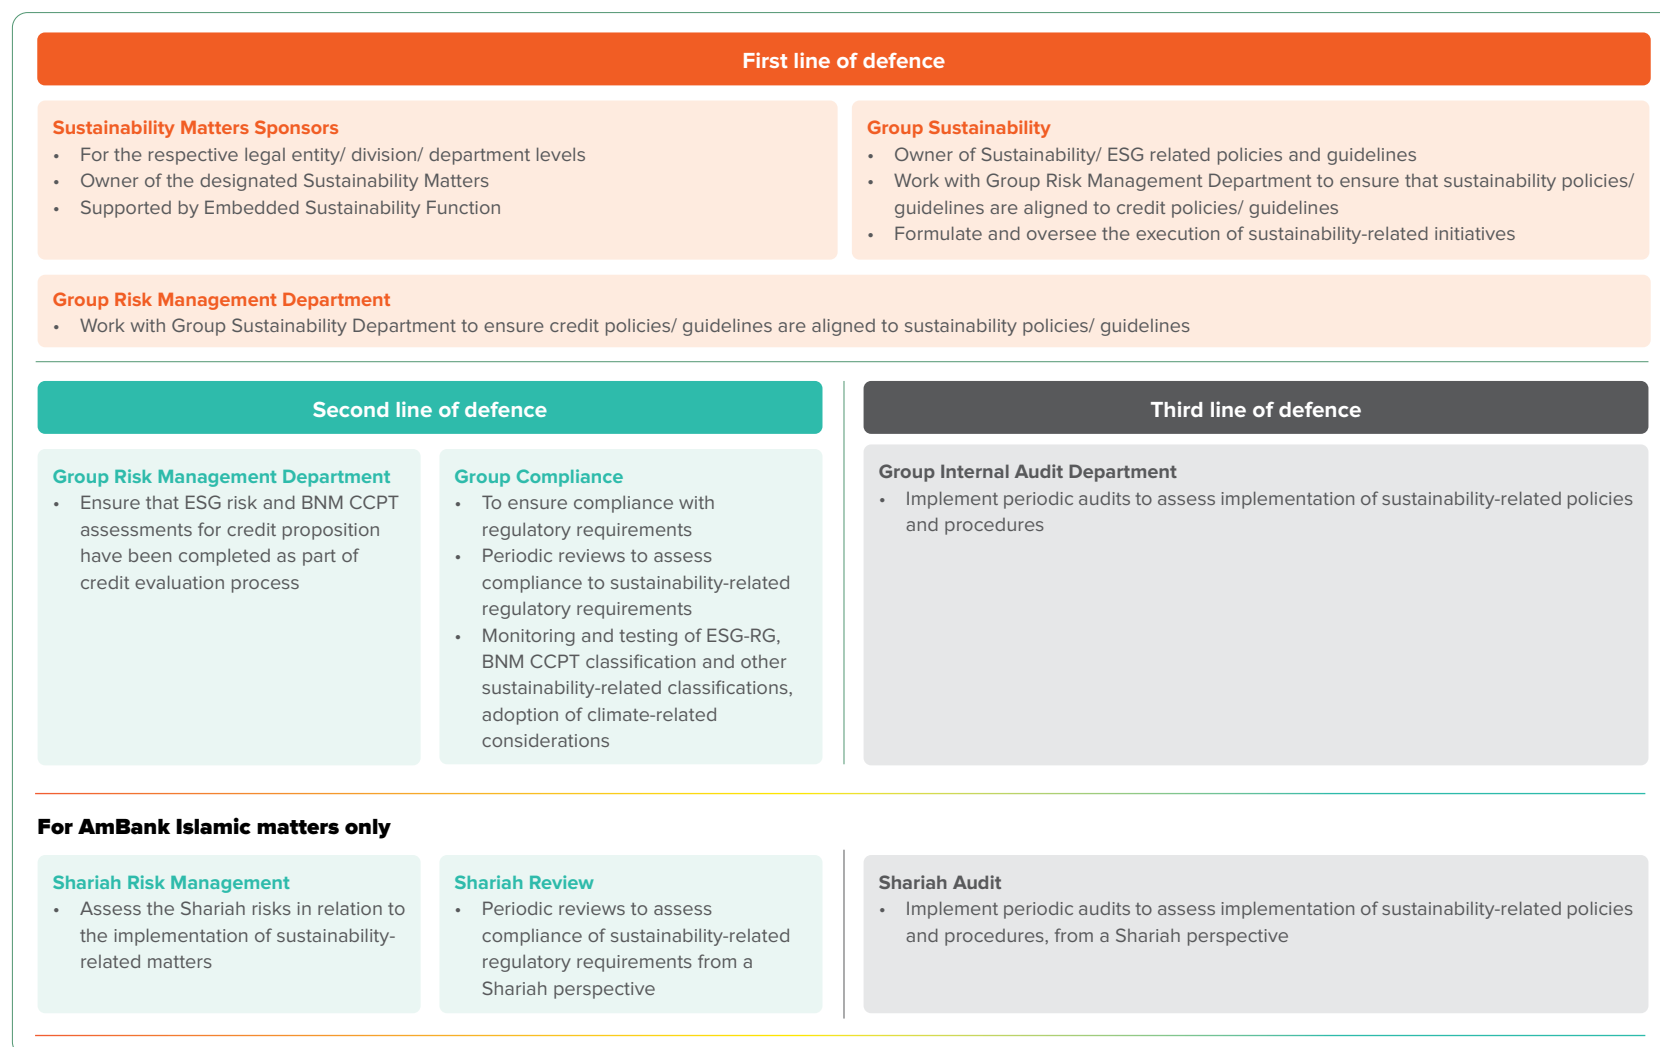 First line of defence
Sustainability Matters Sponsors
• For the respective legal entity/ division/ department levels
• Owner of the designated Sustainability Matters
• Supported by Embedded Sustainability Function
Group Sustainability
• Owner of Sustainability/ ESG related policies and guidelines
• Work with Group Risk Management Department to ensure that sustainability policies/
guidelines are aligned to credit policies/ guidelines
• Formulate and oversee the execution of sustainability-related initiatives
Group Risk Management Department
• Work with Group Sustainability Department to ensure credit policies/ guidelines are aligned to sustainability policies/ guidelines
Second line of defence
Group Risk Management Department
• Ensure that ESG risk and BNM CCPT
assessments for credit proposition
have been completed as part of
credit evaluation process
Group Compliance
• To ensure compliance with
regulatory requirements
• Periodic reviews to assess
compliance to sustainability-related
regulatory requirements
• Monitoring and testing of ESG-RG,
BNM CCPT classification and other
sustainability-related classifications,
adoption of climate-related
considerations
Third line of defence
Group Internal Audit Department
• Implement periodic audits to assess implementation of sustainability-related policies
and procedures
For AmBank Islamic matters only
Shariah Risk Management
• Assess the Shariah risks in relation to
the implementation of sustainability-
related matters
Shariah Review
• Periodic reviews to assess
compliance of sustainability-related
regulatory requirements from a
Shariah perspective
Shariah Audit
• Implement periodic audits to assess implementation of sustainability-related policies
and procedures, from a Shariah perspective